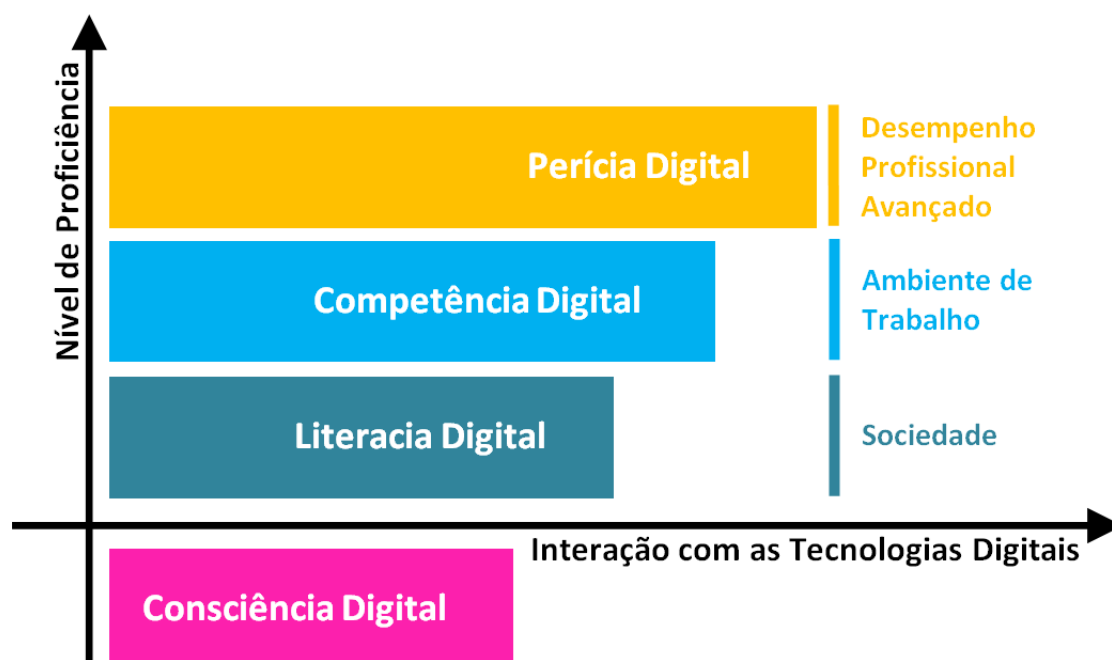 Nível de Proficiência
Perícia Digital
Desempenho
Profissional
Avançado
Competência Digital
Ambiente de
Trabalho
Literacia Digital
Sociedade
Interação com as Tecnologias Digitais
Consciência Digital